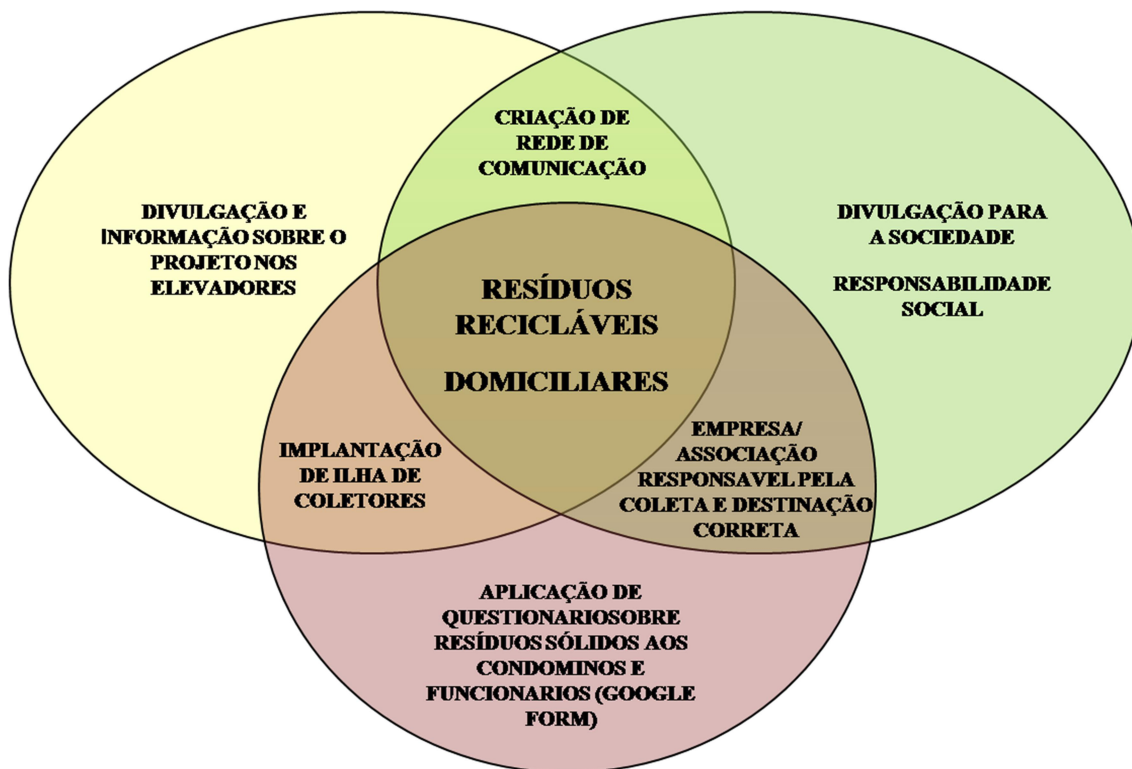 CRIAÇÃO DE
REDE DE
COMUNICAÇÃO
DIVULGAÇÃO E
INFORMAÇÃO SOBRE O
PROJETO NOS
ELEVADORES
DIVULGAÇÃO PARA
A SOCIEDADE
RESPONSABILIDADE
SOCIAL
RESÍDUOS
RECICLÁVEIS
DOMICILIARES
IMPLANTAÇÃO
DE ILHA DE
COLETORES
EMPRESA/
ASSOCIAÇÃO
RESPONSAVEL PELA
COLETA E DESTINAÇÃO
CORRETA
APLICAÇÃO DE
QUESTIONARIOSOBRE
RESÍDUOS SÓLIDOS AOS
CONDOMINOS E
FUNCIONARIOS (GOOGLE
FORM)